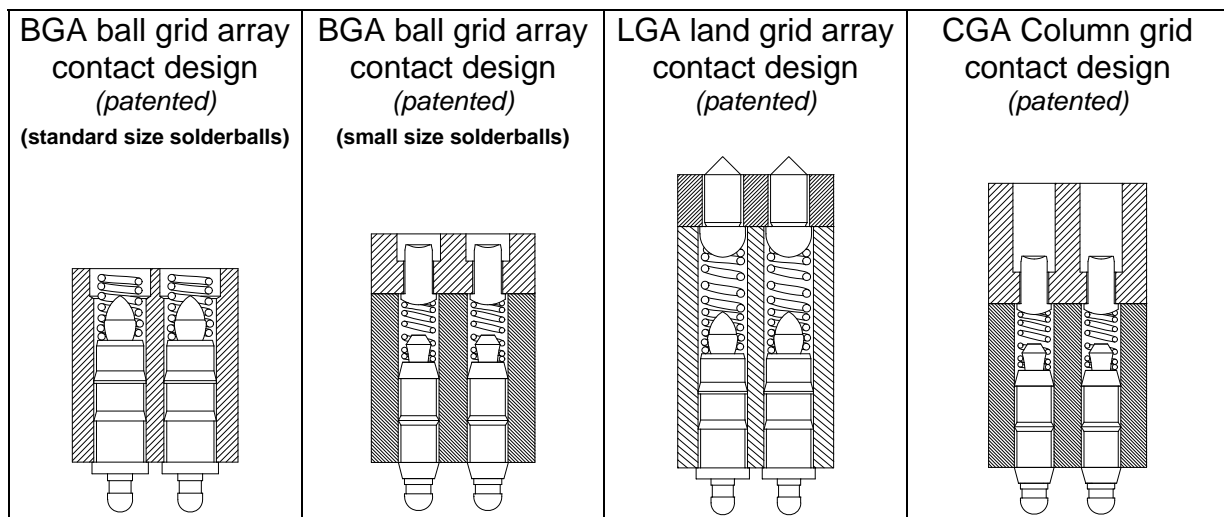 BGA ball grid array
contact design
(patented)
(standard size solderballs)
BGA ball grid array
contact design
(patented)
(small size solderballs)
LGA land grid array
contact design
(patented)
CGA Column grid
contact design
(patented)